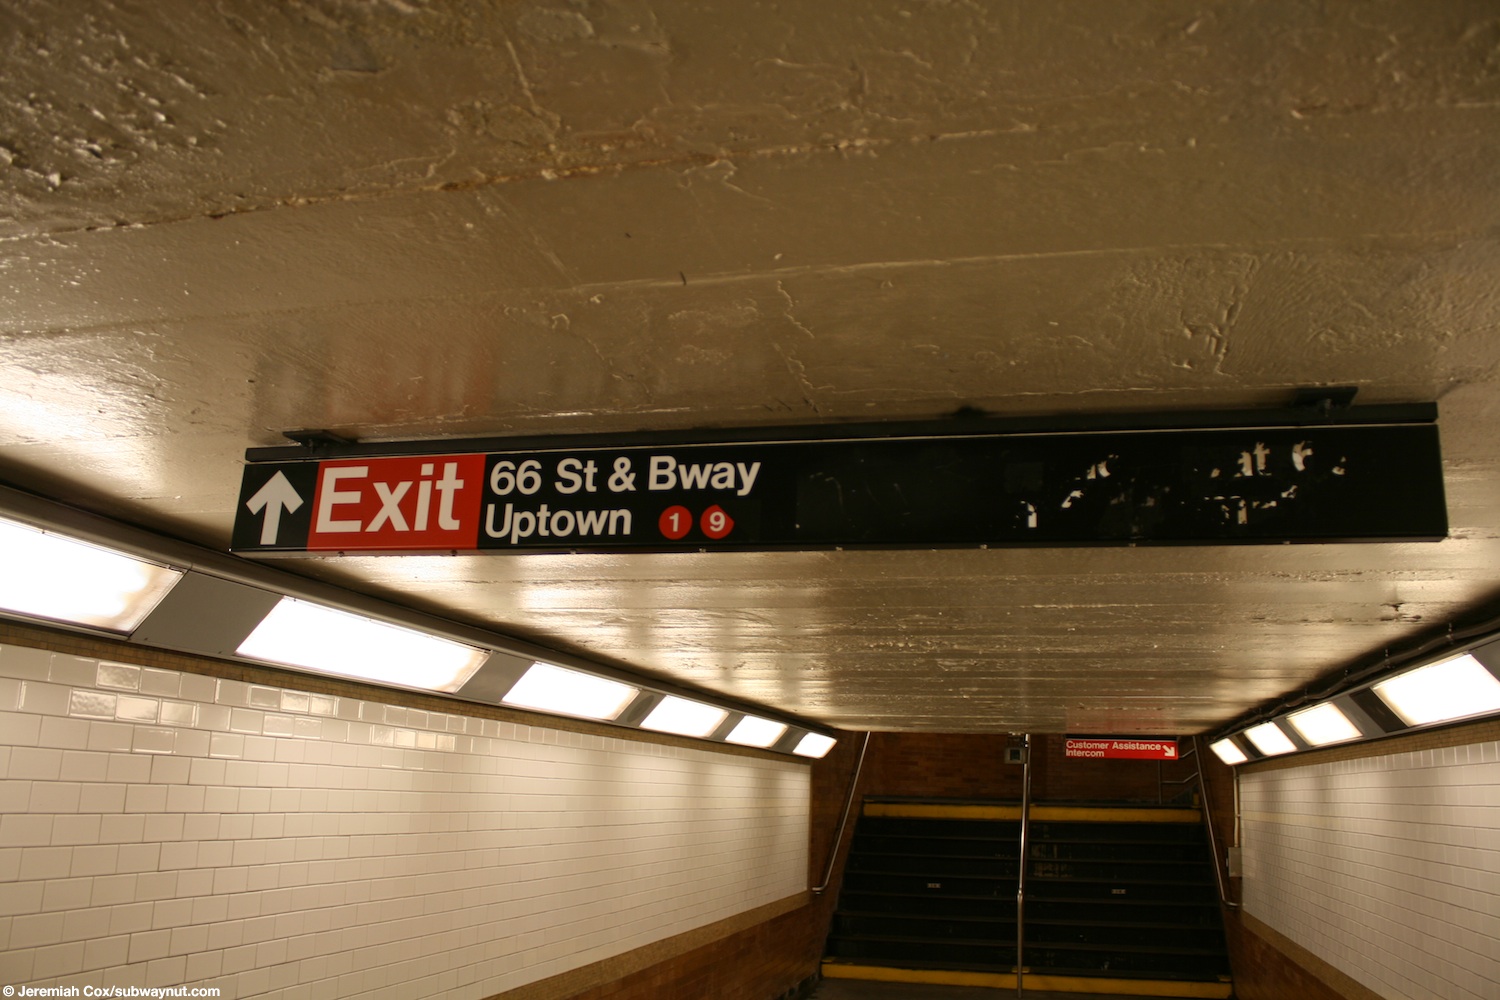 Exit
66 St & Bway
Uptown 1 9
Customer Assistance
Intercom
© Jeremiah Cox/subwaynut.com